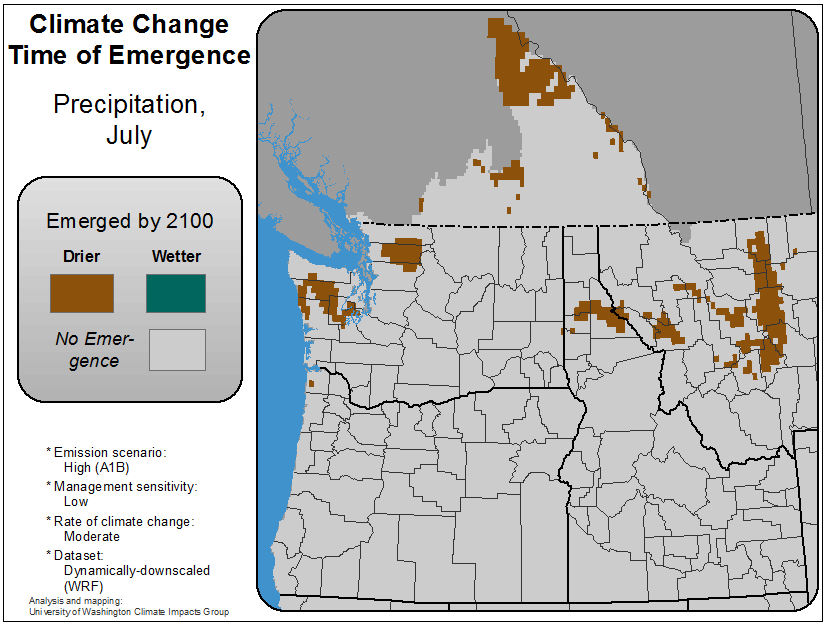 Climate Change
Time of Emergence
Precipitation,
July
Emerged by 2100
Drier
Wetter
No Emer-
gence
* Emission scenario:
High (A1B)
* Management sensitivity:
Low
* Rate of climate change:
Moderate
* Dataset:
Dynamically-downscaled
(WRF)
Analysis and mapping:
University of Washington Climate Impacts Group